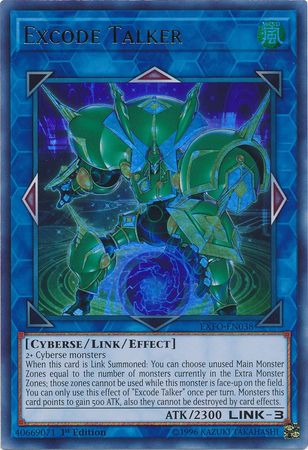 EXCODE TALKER
WIND
風
EXFO-EN038
[CYBERSE/LINK/EFFECT]
2+ Cyberse monsters
When this card is Link Summoned: You can choose unused Main Monster
Zones equal to the number of monsters currently in the Extra Monster
Zones; those zones cannot be used while this monster is face-up on the field.
You can only use this effect of "Excode Talker" once per turn. Monsters this
card points to gain 500 ATK, also they cannot be destroyed by card effects.
ATK/2300 LINK-3
40669071 1st Edition ©1996 KAZUKI TAKAHASHI